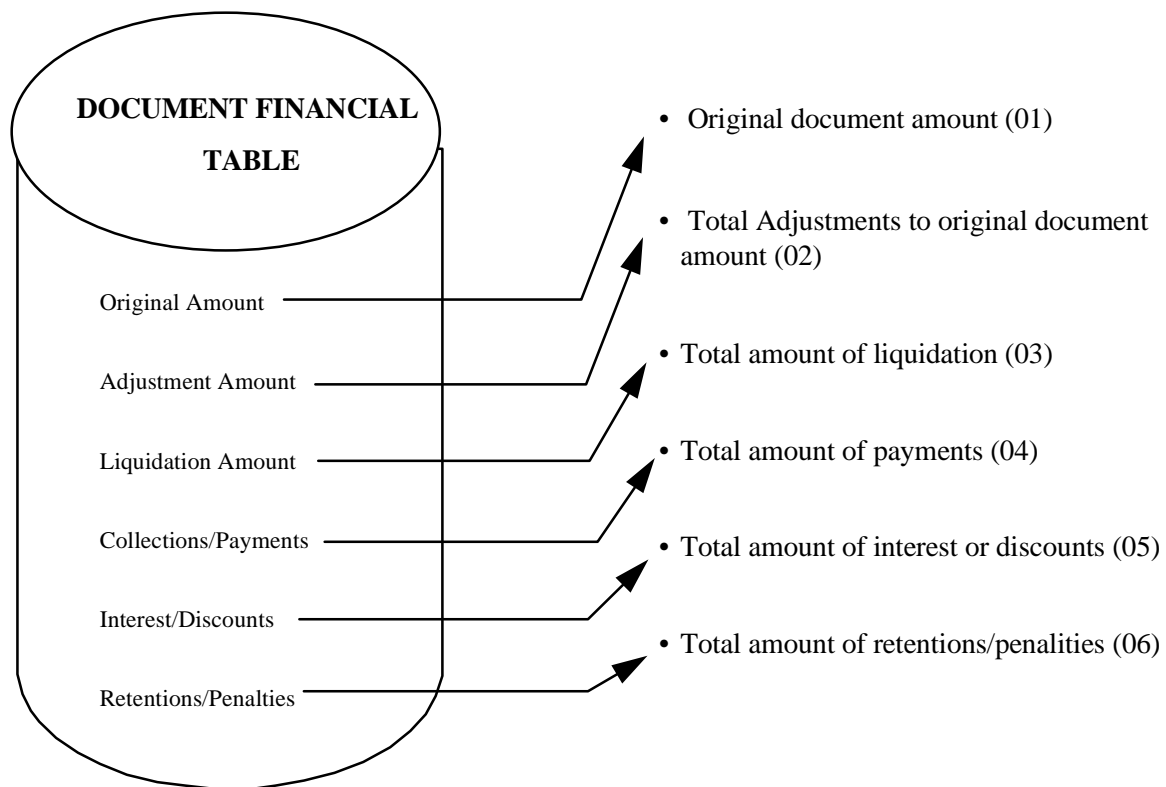 DOCUMENT FINANCIAL
TABLE
Original Amount
Adjustment Amount
Liquidation Amount
Collections/Payments
Interest/Discounts
Retentions/Penalties
• Original document amount (01)
• Total Adjustments to original document
amount (02)
• Total amount of liquidation (03)
• Total amount of payments (04)
• Total amount of interest or discounts (05)
• Total amount of retentions/penalities (06)